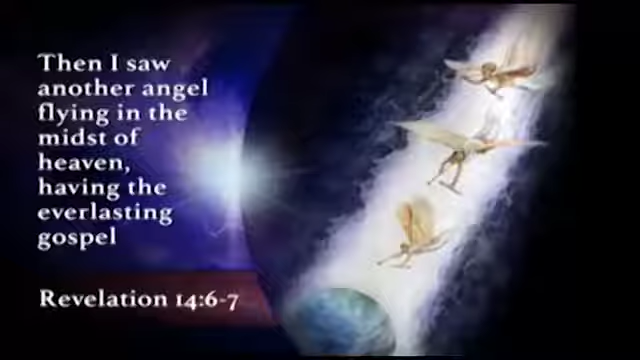 Then I saw
another angel
flying in the
midst of
heaven,
having the
everlasting
gospel
Revelation 14:6-7